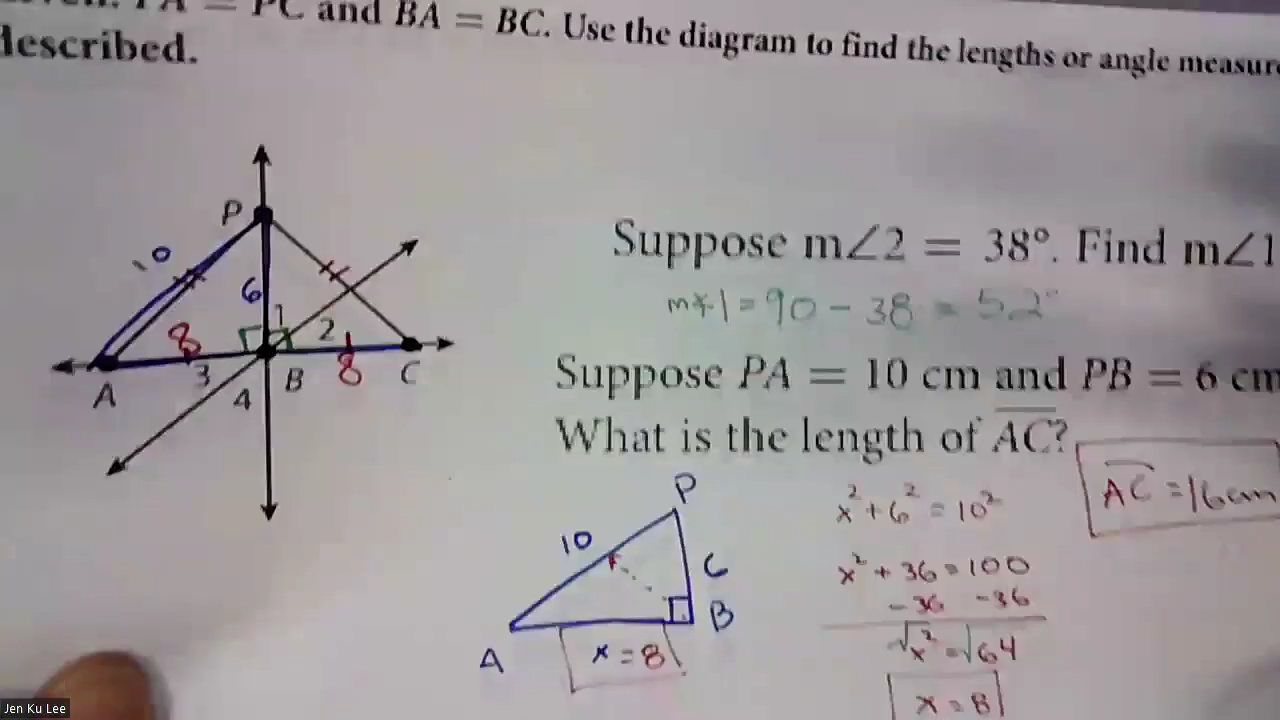 PA = PC and BA = BC. Use the diagram to find the lengths or angle measure
described.
P
10
6
1
2
8
8
3
B
C
A
4
Suppose m∠2 = 38°. Find m∠1
m∡1 = 90 - 38 = 52°
Suppose PA = 10 cm and PB = 6 cm
What is the length of AC?
AC = 16cm
P
10
6
B
A
x = 8
x² + 6² = 10²
x² + 36 = 100
-36 -36
√x² = √64
x = 8
Jen Ku Lee